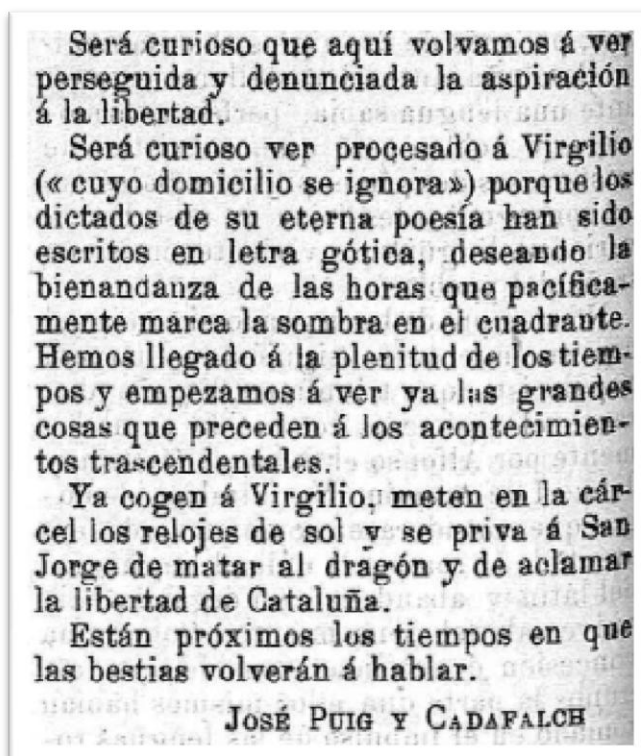 Será curioso que aquí volvamos á ver
perseguida y denunciada la aspiración
á la libertad.
Será curioso ver procesado á Virgilio
(« cuyo domicilio se ignora ») porque los
dictados de su eterna poesía han sido
escritos en letra gótica, deseando la
bienandanza de las horas que pacífica-
mente marca la sombra en el cuadrante.
Hemos llegado á la plenitud de los tiem-
pos y empezamos á ver ya las grandes
cosas que preceden á los acontecimien-
tos trascendentales.
Ya cogen á Virgilio, meten en la cár-
cel los relojes de sol y se priva á San
Jorge de matar al dragón y de aclamar
la libertad de Cataluña.
Están próximos los tiempos en que
las bestias volverán á hablar.
JOSÉ PUIG Y CADAFALCH